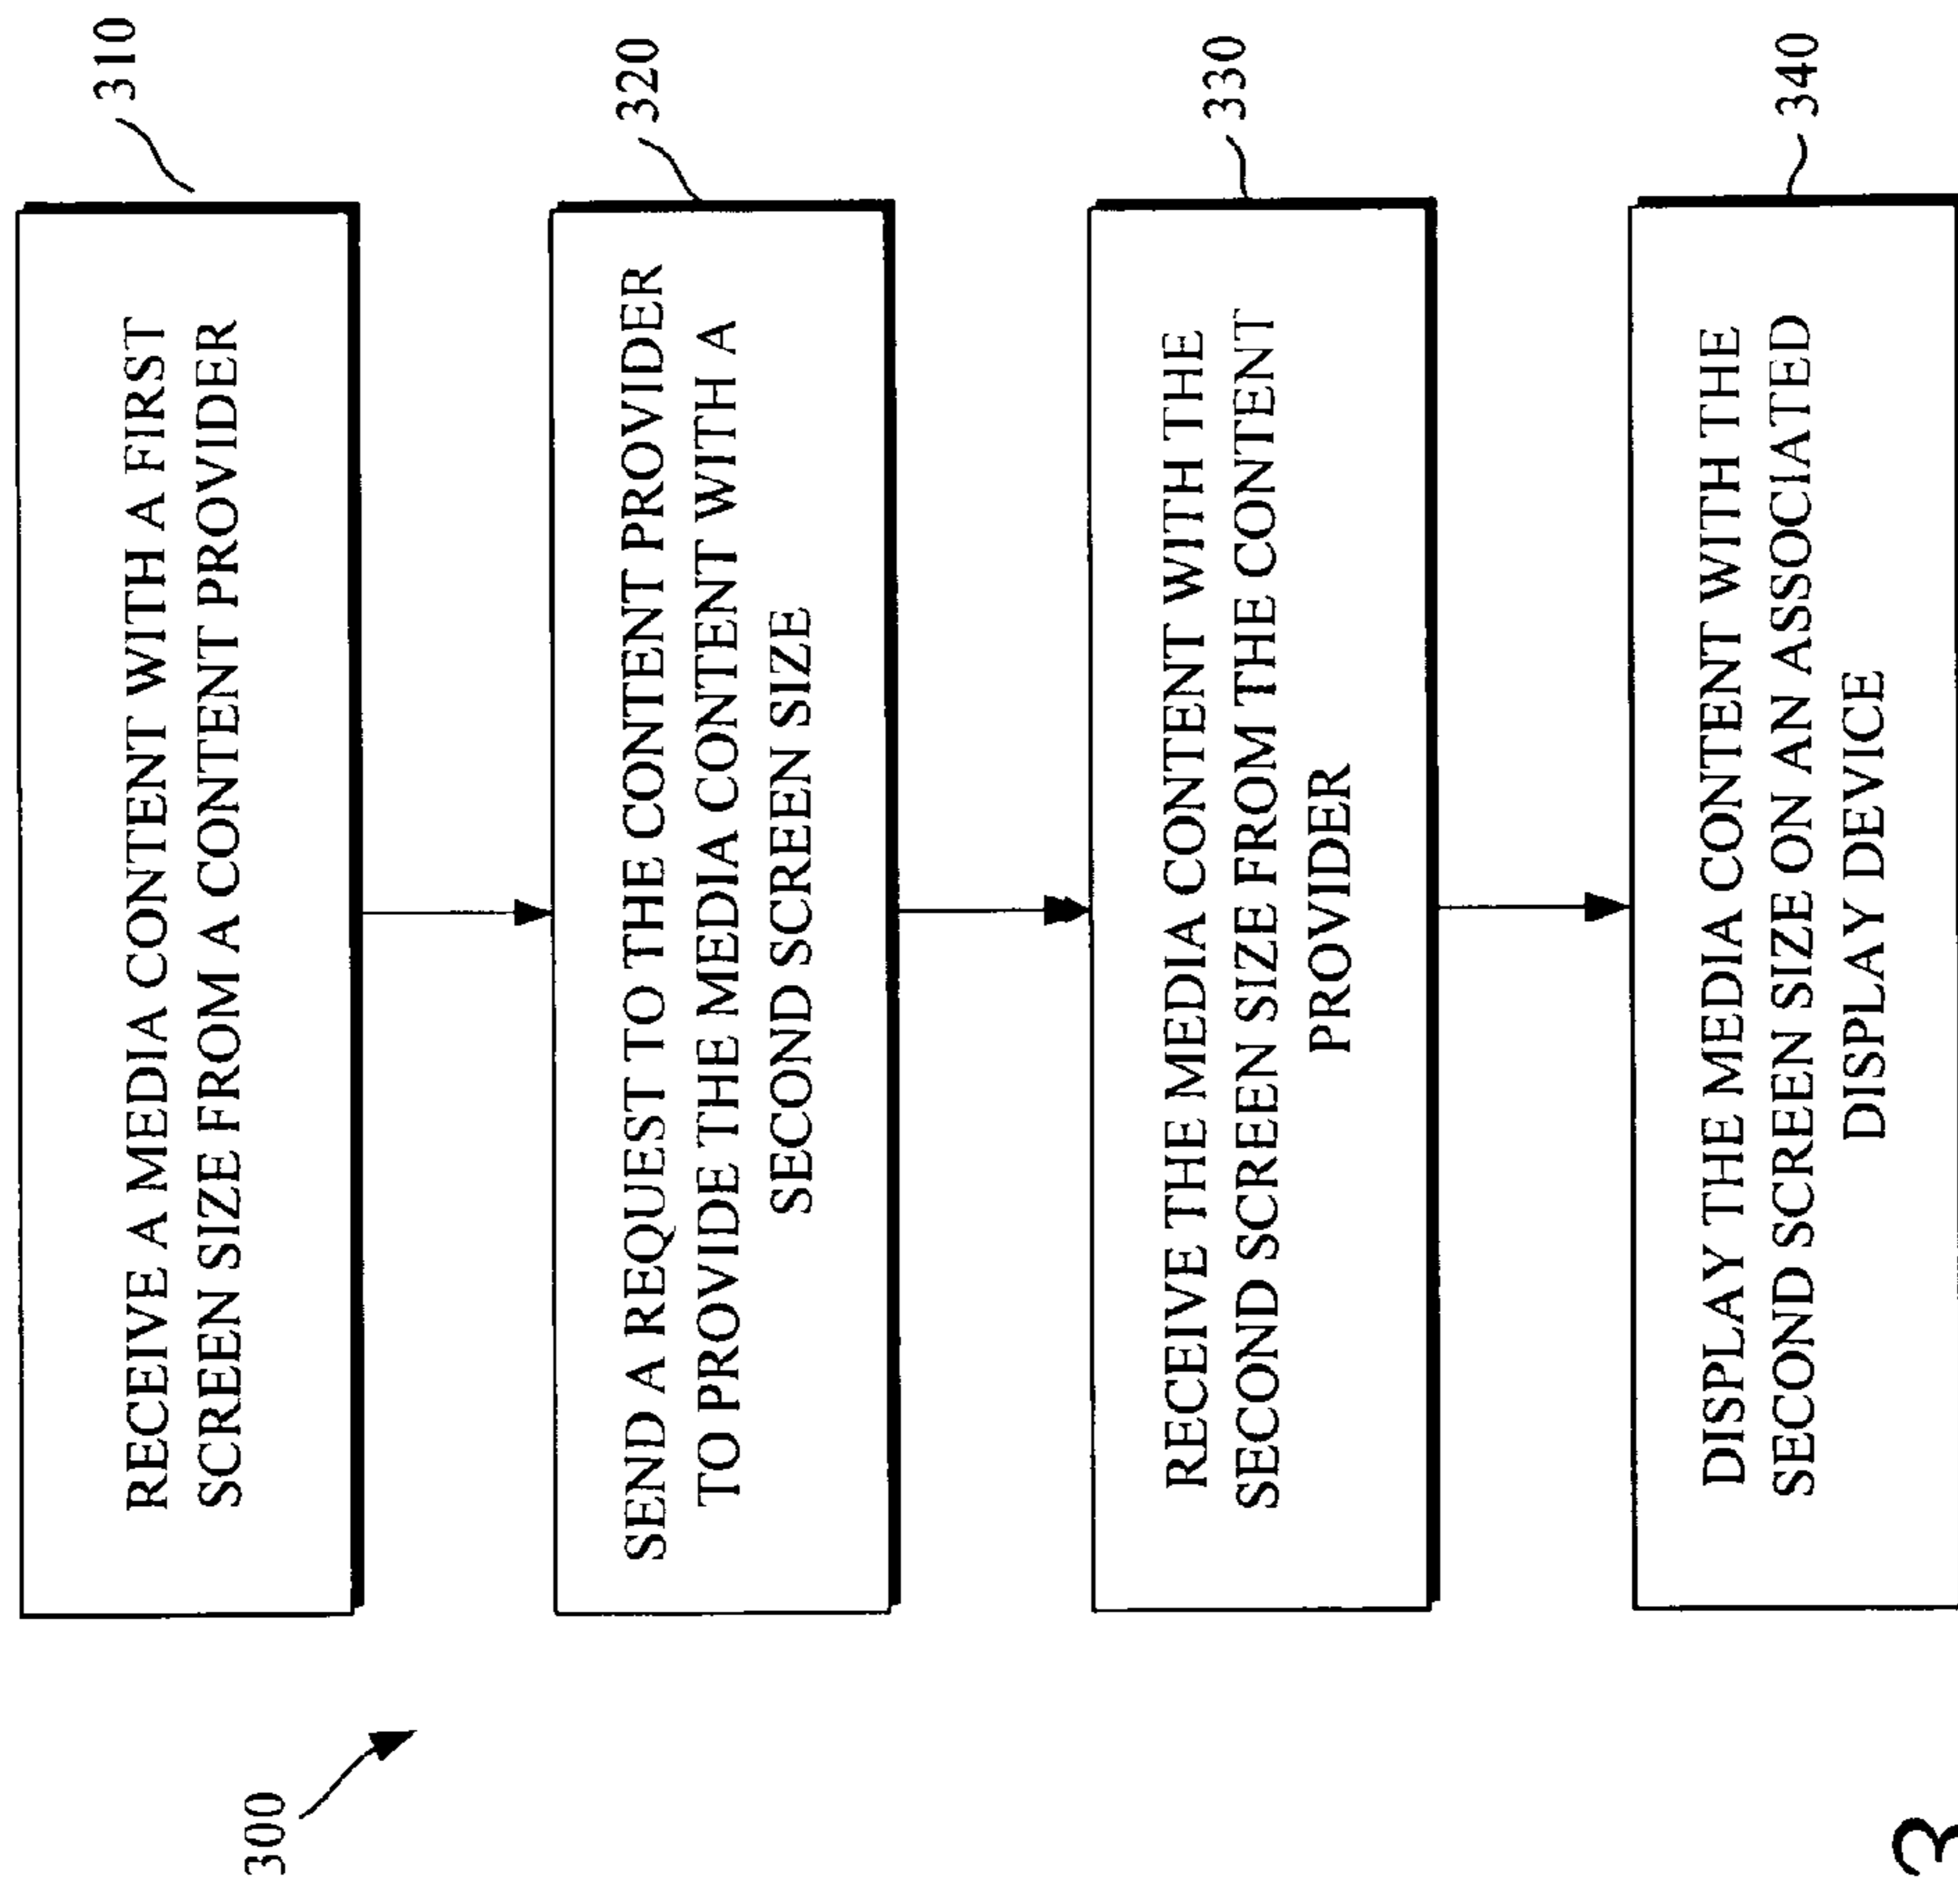 300
RECEIVE A MEDIA CONTENT WITH A FIRST
SCREEN SIZE FROM A CONTENT PROVIDER
310
SEND A REQUEST TO THE CONTENT PROVIDER
TO PROVIDE THE MEDIA CONTENT WITH A
SECOND SCREEN SIZE
320
RECEIVE THE MEDIA CONTENT WITH THE
SECOND SCREEN SIZE FROM THE CONTENT
PROVIDER
330
DISPLAY THE MEDIA CONTENT WITH THE
SECOND SCREEN SIZE ON AN ASSOCIATED
DISPLAY DEVICE
340
3